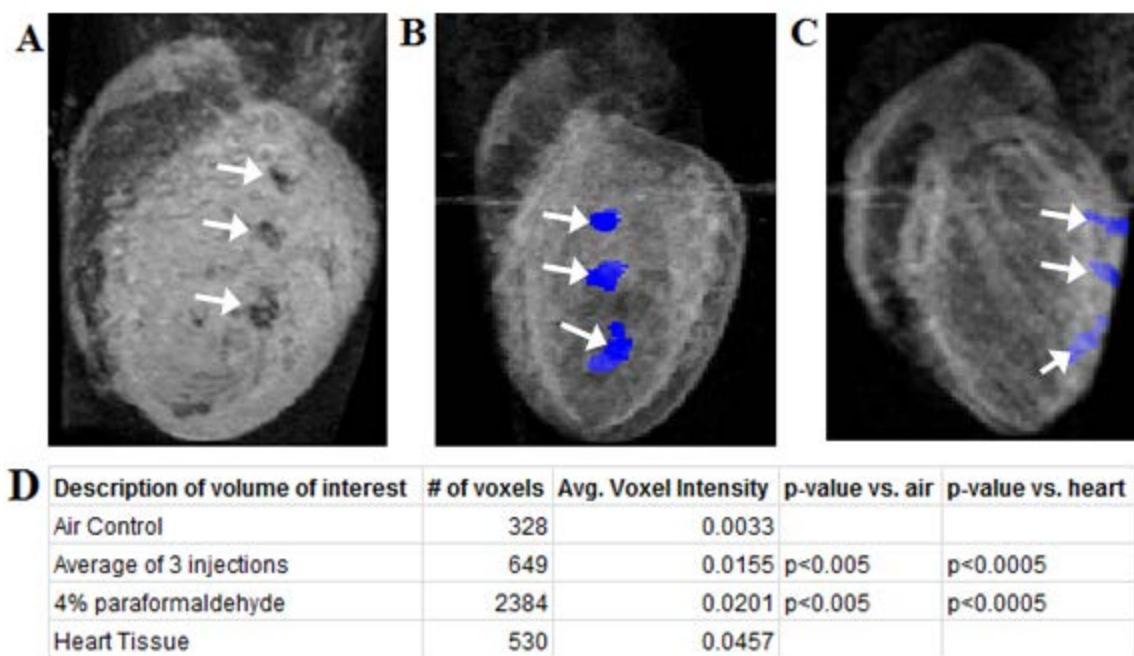 A B C
D Description of volume of interest # of voxels Avg. Voxel Intensity p-value vs. air p-value vs. heart
Air Control 328 0.0033
Average of 3 injections 649 0.0155 p<0.005 p<0.0005
4% paraformaldehyde 2384 0.0201 p<0.005 p<0.0005
Heart Tissue 530 0.0457